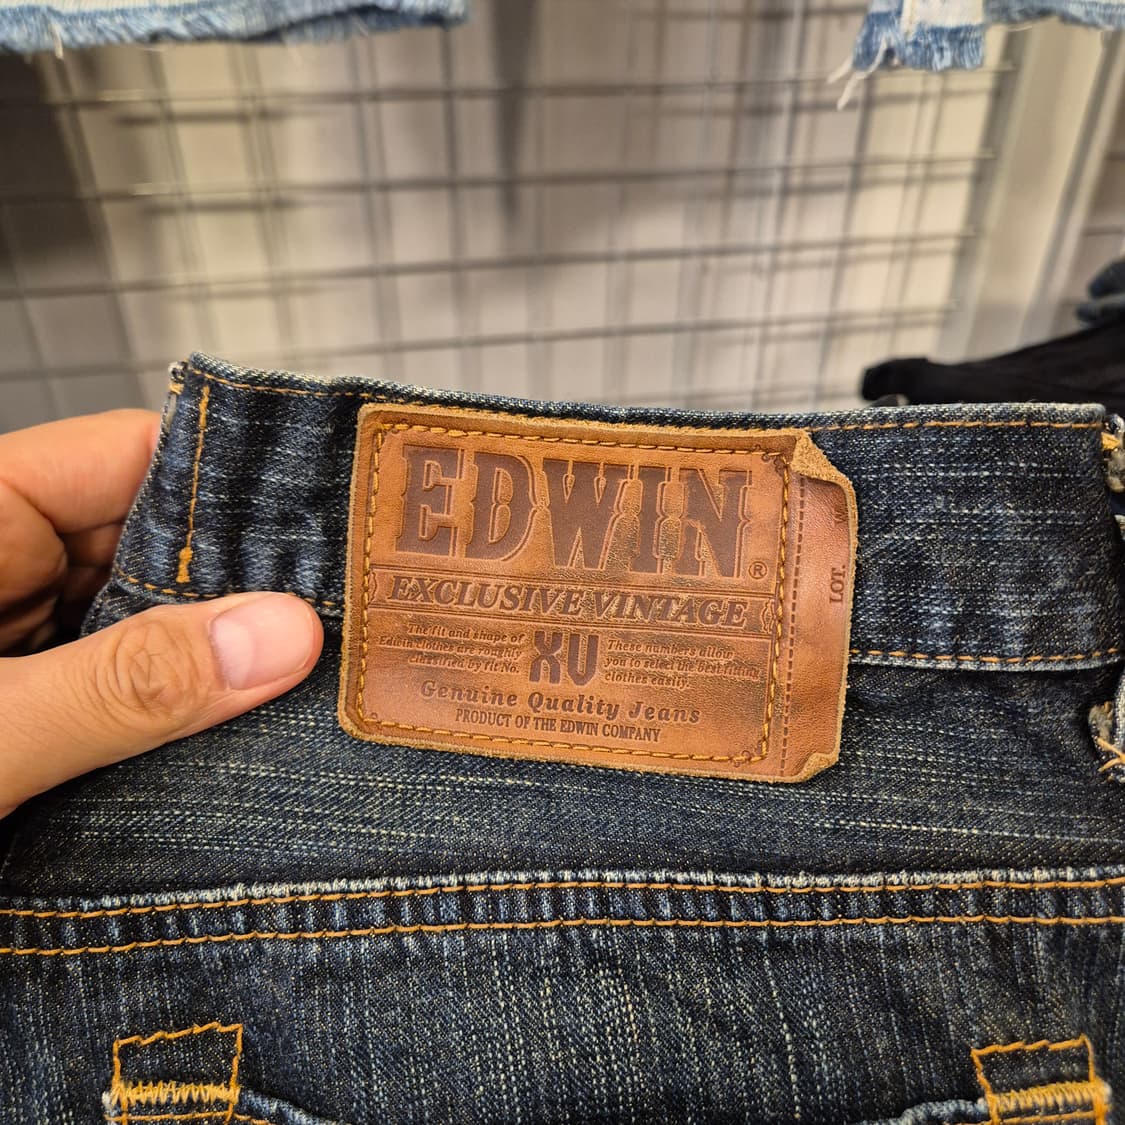 EDWIN®
EXCLUSIVE VINTAGE
The fit and shape of
Edwin clothes are roughly
classified by fit No.
XV
These numbers allow
you to select the best fitting
clothes easily.
Genuine Quality Jeans
PRODUCT OF THE EDWIN COMPANY
LOT.